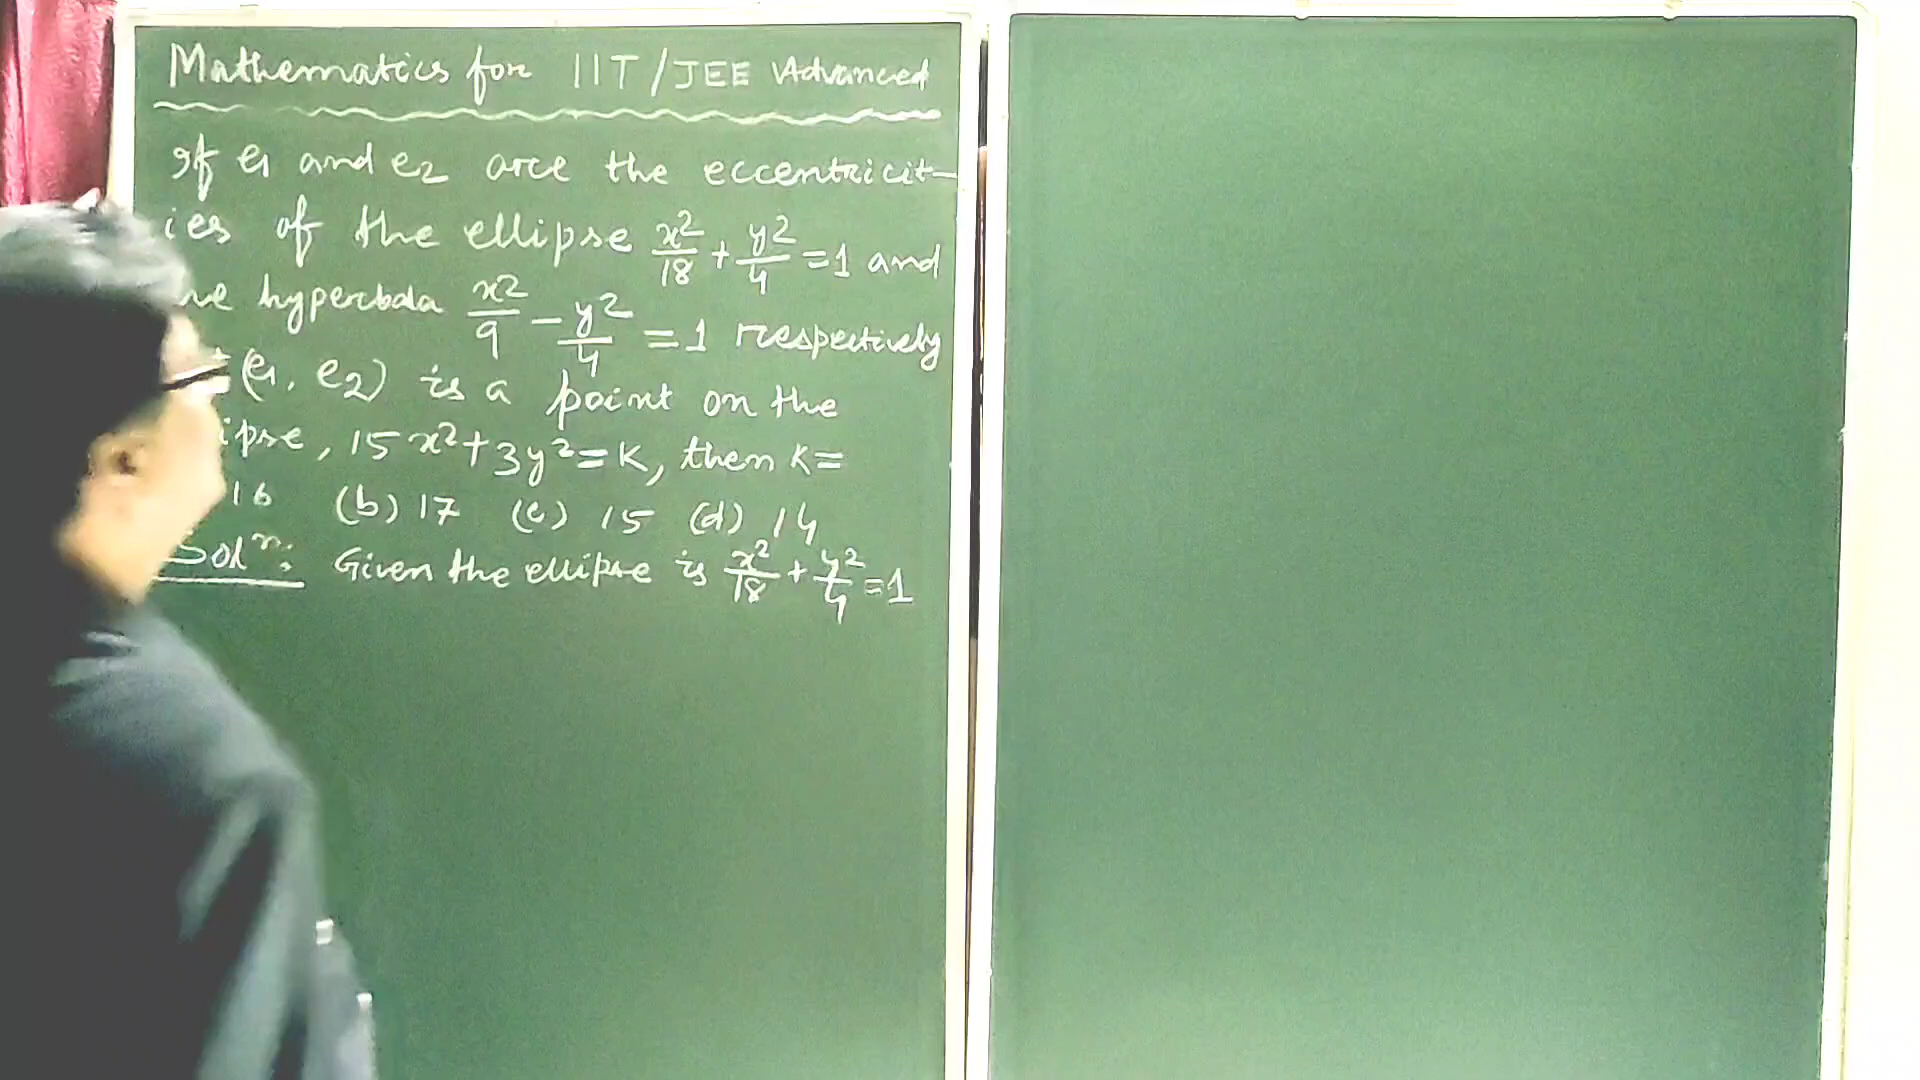 Mathematics for IIT/JEE Advanced
If e1 and e2 are the eccentricit-
ies of the ellipse x²/18 + y²/4 = 1 and
hyperbola x²/9 - y²/4 = 1 respectively
(e1, e2) is a point on the
, 15x²+3y²=K, then K=
16 (b) 17 (c) 15 (d) 14
Solⁿ: Given the ellipse is x²/18 + y²/4 = 1